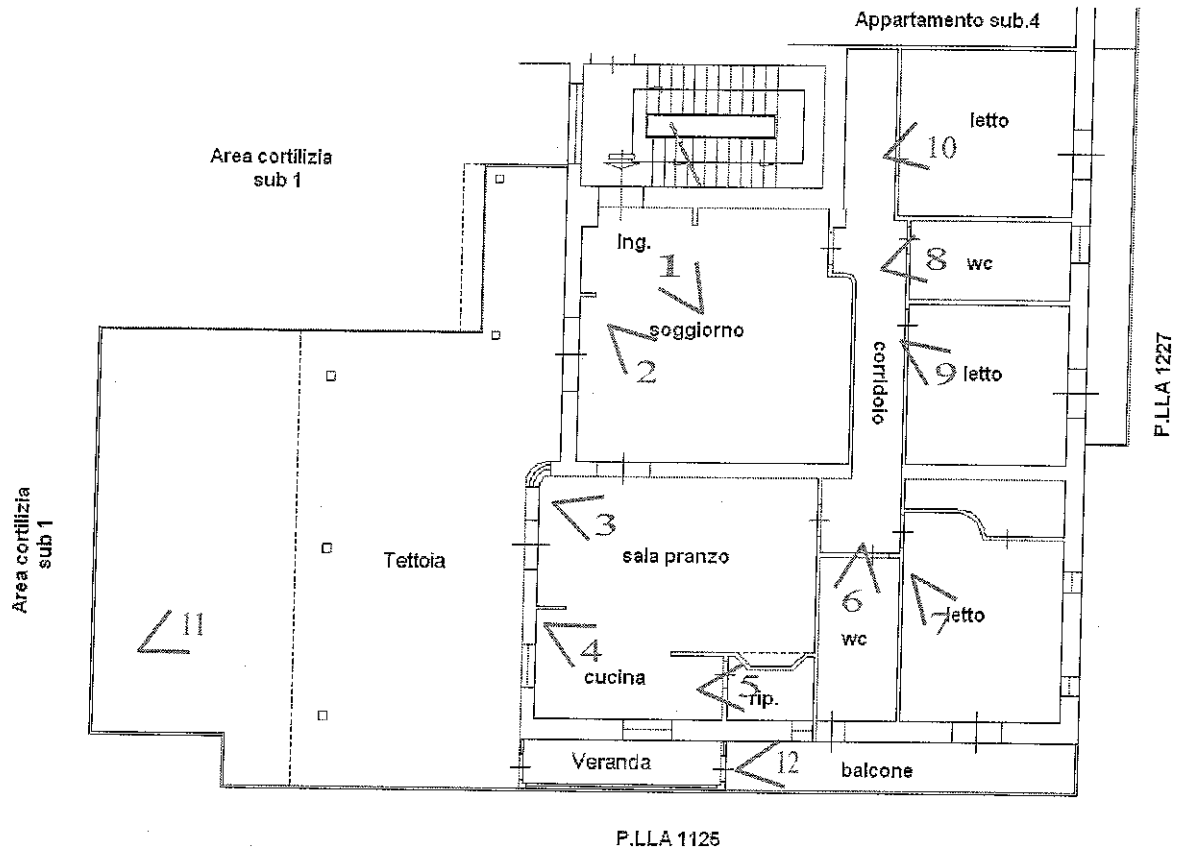 Appartamento sub.4
Area cortilizia
sub 1
letto
10
Ing.
1
8
wc
soggiorno
2
corridoio
9
letto
P.LLA 1227
3
sala pranzo
Tettoia
Area cortilizia
sub 1
6
7
letto
11
4
wc
cucina
5
rip.
Veranda
12
balcone
P.LLA 1125